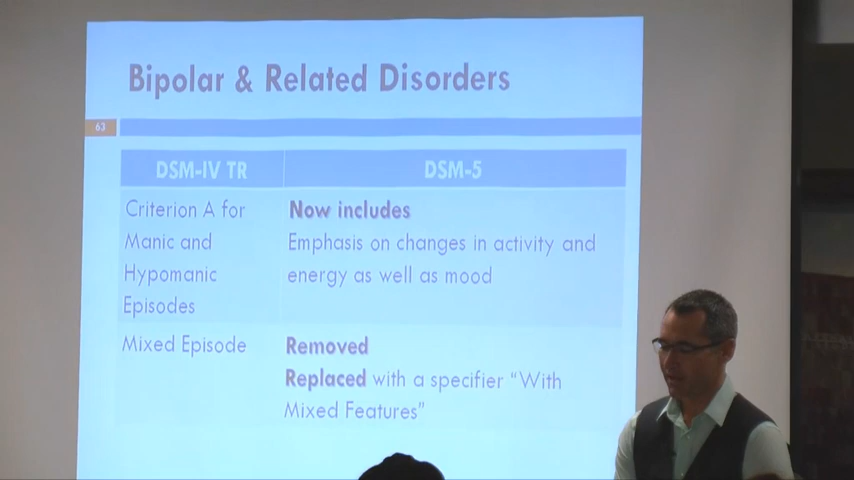 Bipolar & Related Disorders
63
DSM-IV TR
DSM-5
Criterion A for
Manic and
Hypomanic
Episodes
Now includes
Emphasis on changes in activity and
energy as well as mood
Mixed Episode
Removed
Replaced with a specifier “With
Mixed Features”